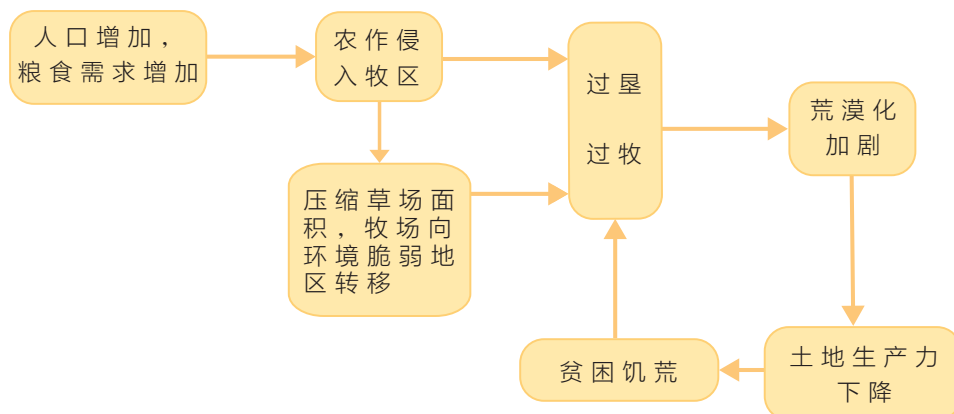 人口增加，
粮食需求增加
农作侵
入牧区
过垦
过牧
荒漠化
加剧
压缩草场面
积，牧场向
环境脆弱地
区转移
贫困饥荒
土地生产力
下降